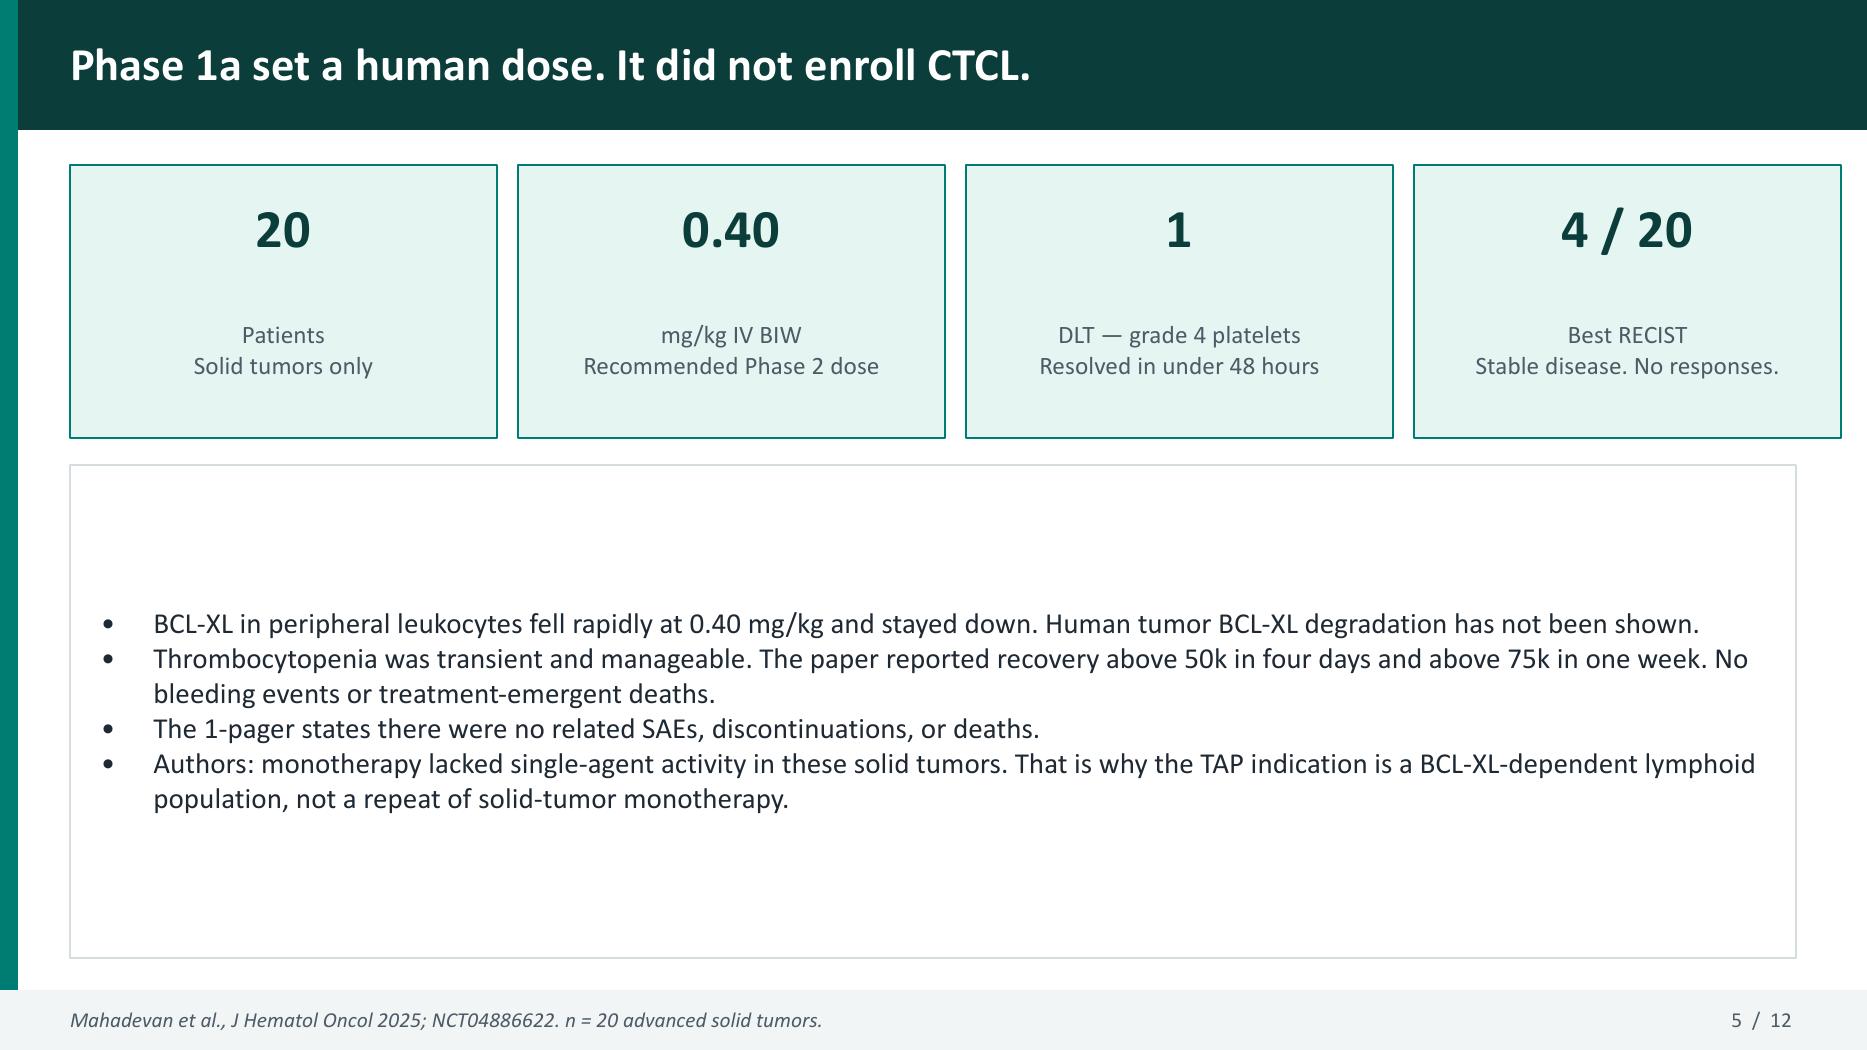 Phase 1a set a human dose. It did not enroll CTCL.
20
Patients
Solid tumors only
0.40
mg/kg IV BIW
Recommended Phase 2 dose
1
DLT — grade 4 platelets
Resolved in under 48 hours
4 / 20
Best RECIST
Stable disease. No responses.
• BCL-XL in peripheral leukocytes fell rapidly at 0.40 mg/kg and stayed down. Human tumor BCL-XL degradation has not been shown.
• Thrombocytopenia was transient and manageable. The paper reported recovery above 50k in four days and above 75k in one week. No
bleeding events or treatment-emergent deaths.
• The 1-pager states there were no related SAEs, discontinuations, or deaths.
• Authors: monotherapy lacked single-agent activity in these solid tumors. That is why the TAP indication is a BCL-XL-dependent lymphoid
population, not a repeat of solid-tumor monotherapy.
Mahadevan et al., J Hematol Oncol 2025; NCT04886622. n = 20 advanced solid tumors.
5 / 12